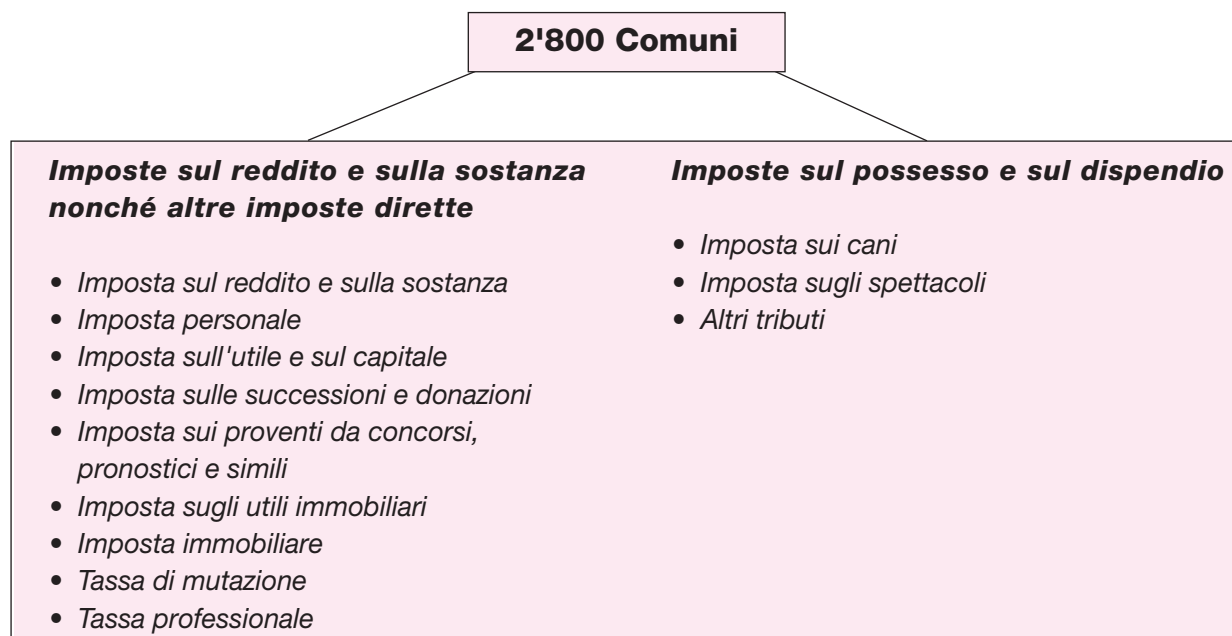 2'800 Comuni
Imposte sul reddito e sulla sostanza
nonché altre imposte dirette
• Imposta sul reddito e sulla sostanza
• Imposta personale
• Imposta sull'utile e sul capitale
• Imposta sulle successioni e donazioni
• Imposta sui proventi da concorsi,
pronostici e simili
• Imposta sugli utili immobiliari
• Imposta immobiliare
• Tassa di mutazione
• Tassa professionale
Imposte sul possesso e sul dispendio
• Imposta sui cani
• Imposta sugli spettacoli
• Altri tributi